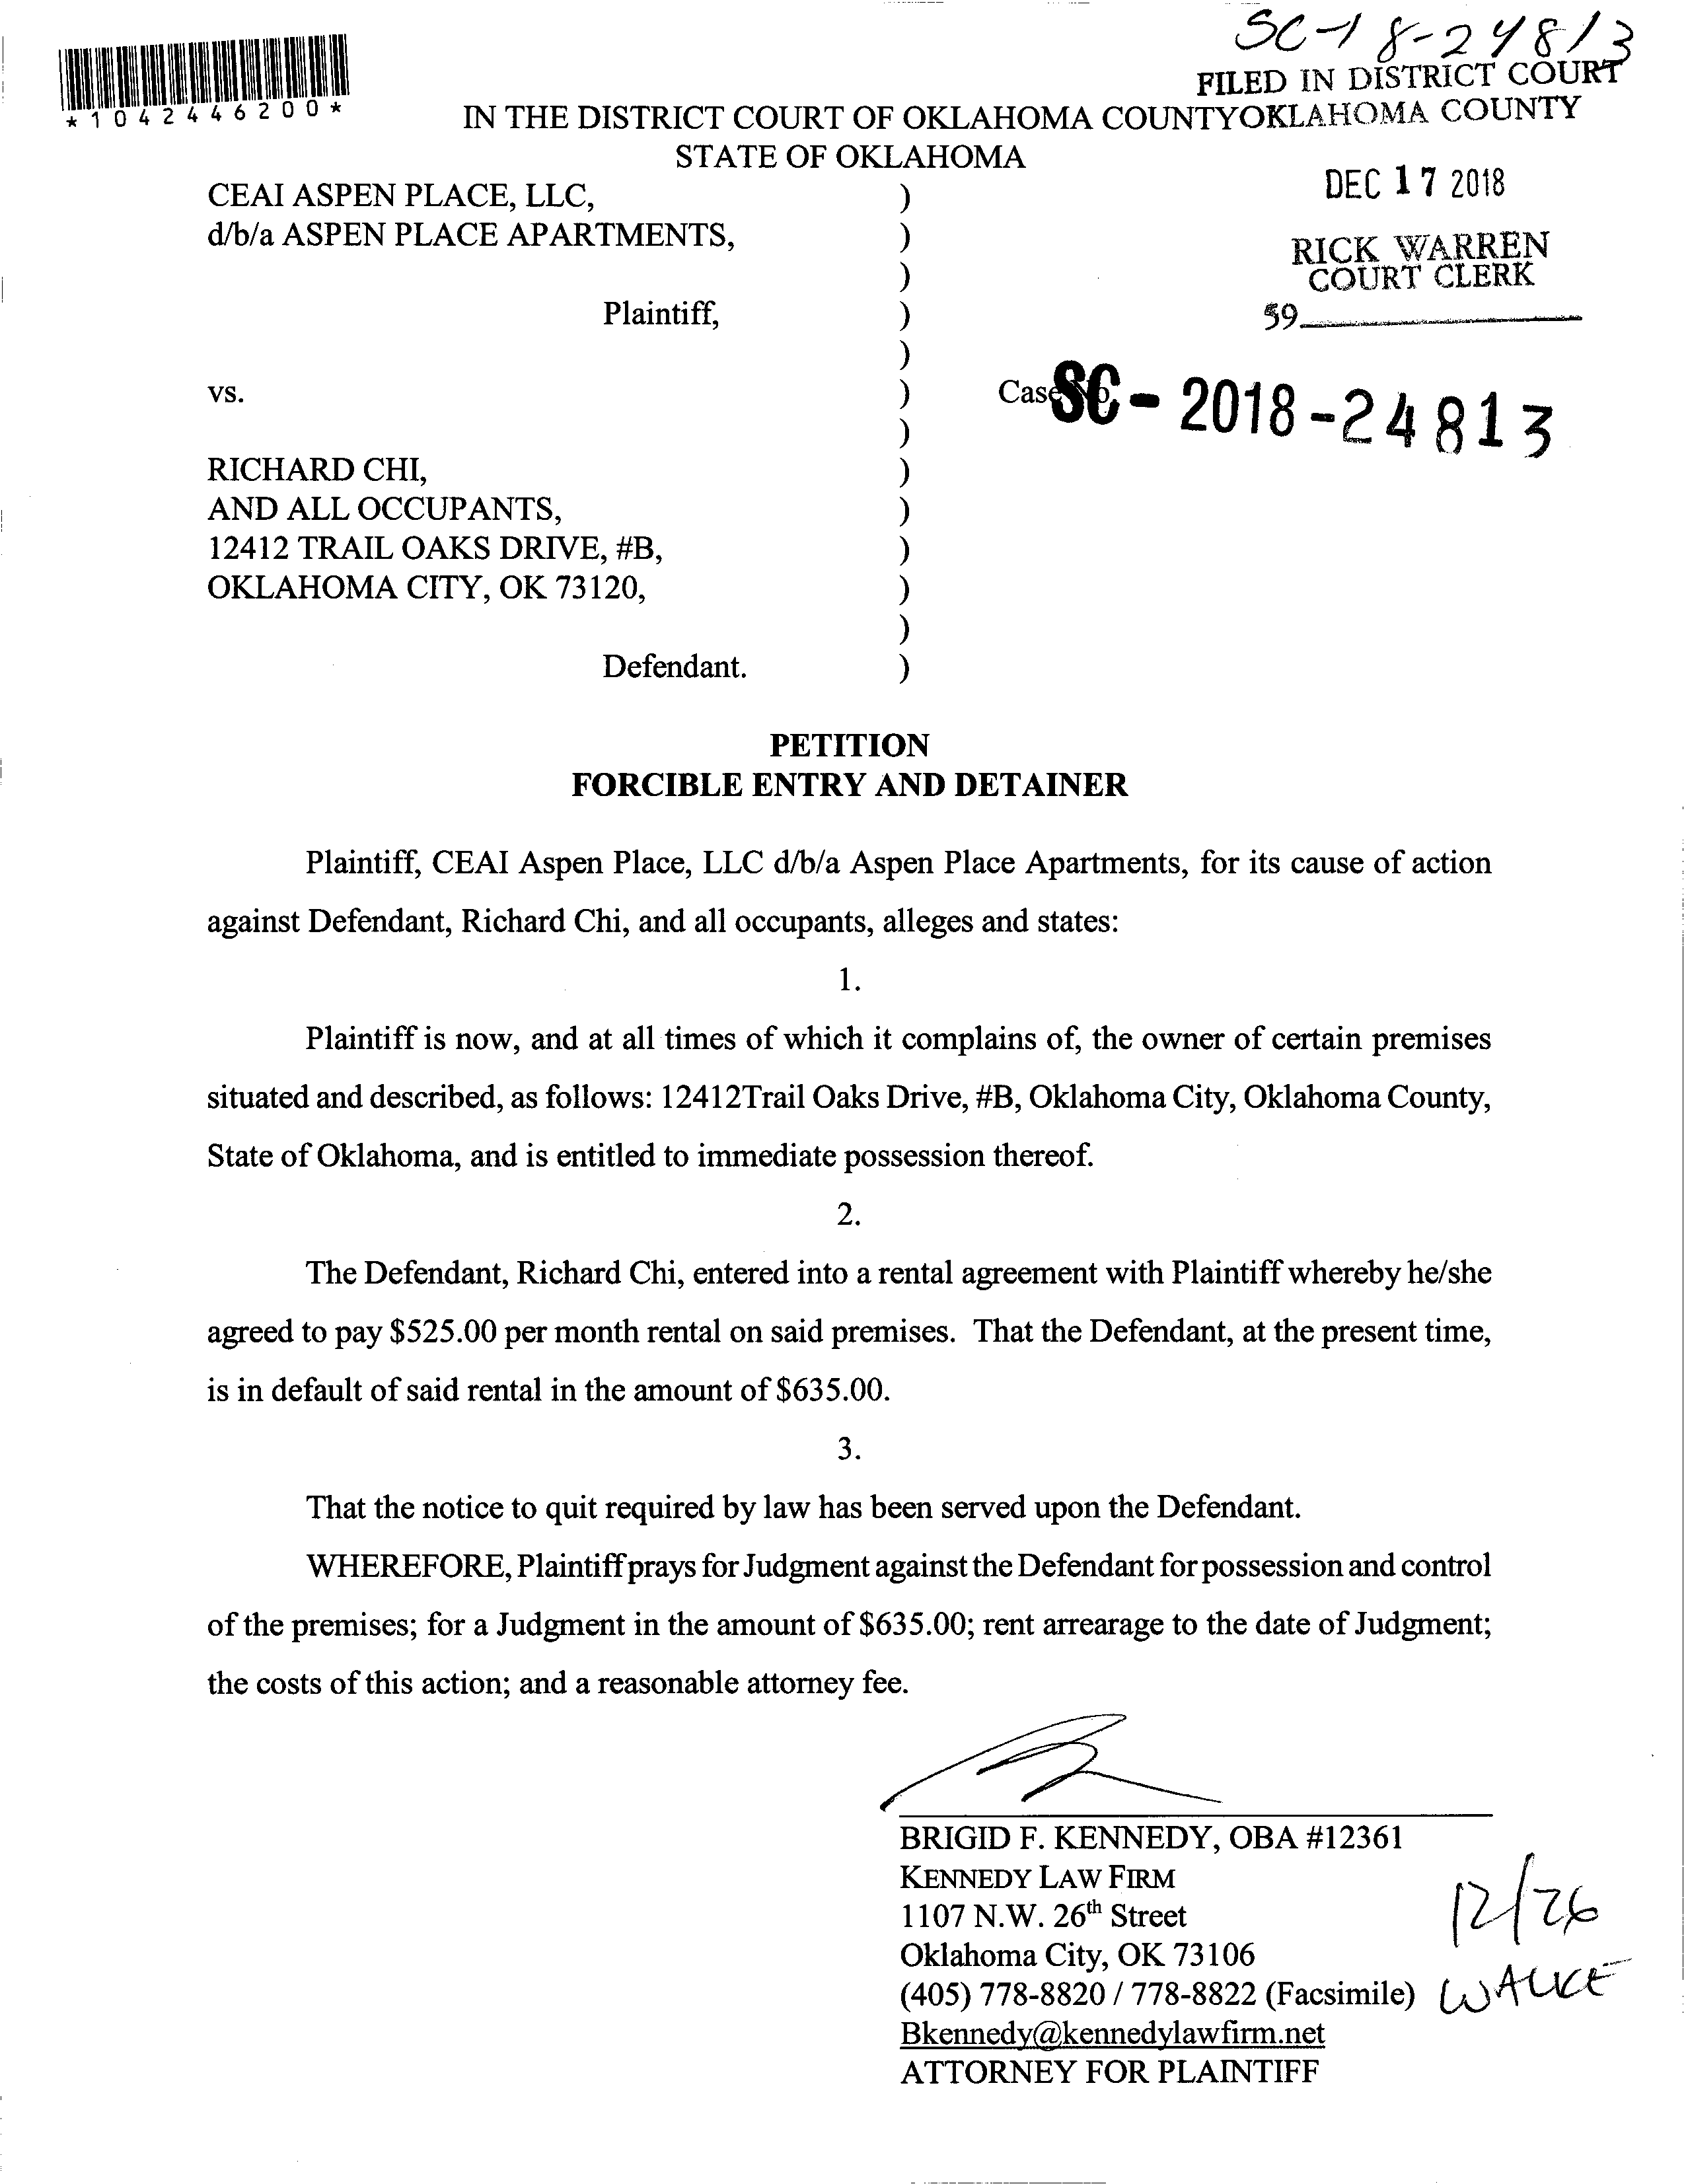 SC-18-24813
FILED IN DISTRICT COURT
*1042446200*
IN THE DISTRICT COURT OF OKLAHOMA COUNTYOKLAHOMA COUNTY
STATE OF OKLAHOMA
DEC 17 2018
CEAI ASPEN PLACE, LLC, )
d/b/a ASPEN PLACE APARTMENTS, )
RICK WARREN
COURT CLERK
)
Plaintiff, )
59
)
vs. )
Case No. SC-2018-24813
)
RICHARD CHI, )
AND ALL OCCUPANTS, )
12412 TRAIL OAKS DRIVE, #B, )
OKLAHOMA CITY, OK 73120, )
)
Defendant. )
PETITION
FORCIBLE ENTRY AND DETAINER
Plaintiff, CEAI Aspen Place, LLC d/b/a Aspen Place Apartments, for its cause of action
against Defendant, Richard Chi, and all occupants, alleges and states:
1.
Plaintiff is now, and at all times of which it complains of, the owner of certain premises
situated and described, as follows: 12412Trail Oaks Drive, #B, Oklahoma City, Oklahoma County,
State of Oklahoma, and is entitled to immediate possession thereof.
2.
The Defendant, Richard Chi, entered into a rental agreement with Plaintiff whereby he/she
agreed to pay $525.00 per month rental on said premises. That the Defendant, at the present time,
is in default of said rental in the amount of $635.00.
3.
That the notice to quit required by law has been served upon the Defendant.
WHEREFORE, Plaintiff prays for Judgment against the Defendant for possession and control
of the premises; for a Judgment in the amount of $635.00; rent arrearage to the date of Judgment;
the costs of this action; and a reasonable attorney fee.
BRIGID F. KENNEDY, OBA #12361
KENNEDY LAW FIRM
1107 N.W. 26th Street
Oklahoma City, OK 73106
(405) 778-8820 / 778-8822 (Facsimile)
Bkennedy@kennedylawfirm.net
ATTORNEY FOR PLAINTIFF
12/26